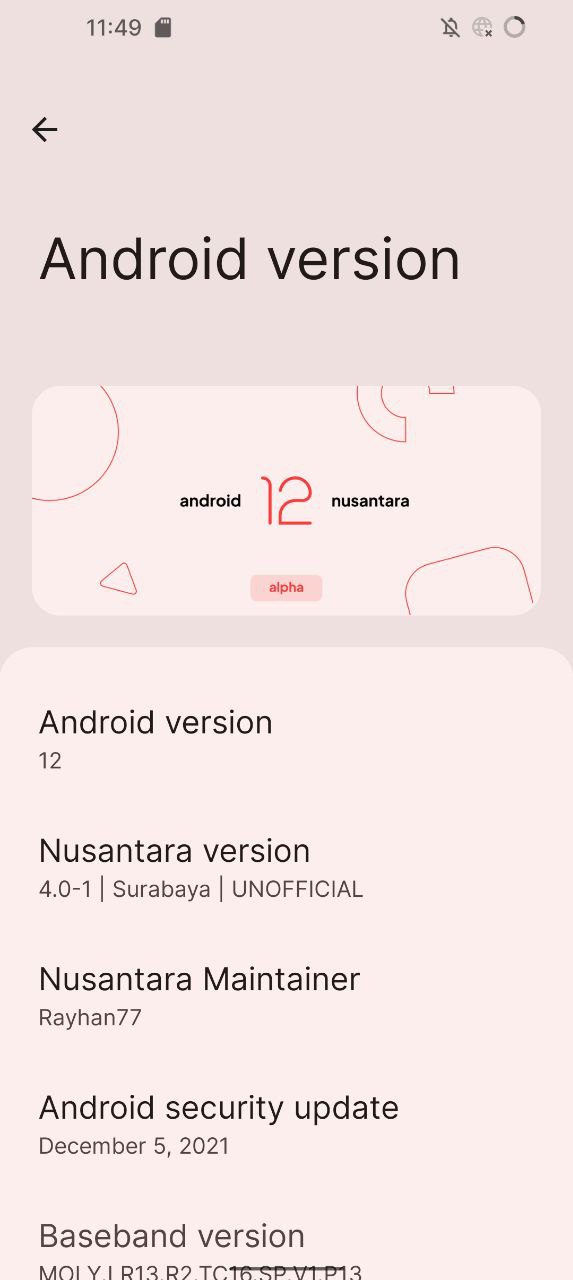 11:49
Android version
android 12 nusantara
alpha
Android version
12
Nusantara version
4.0-1 | Surabaya | UNOFFICIAL
Nusantara Maintainer
Rayhan77
Android security update
December 5, 2021
Baseband version
MOLY.LR13.R2.TC16.SP.V1.P13